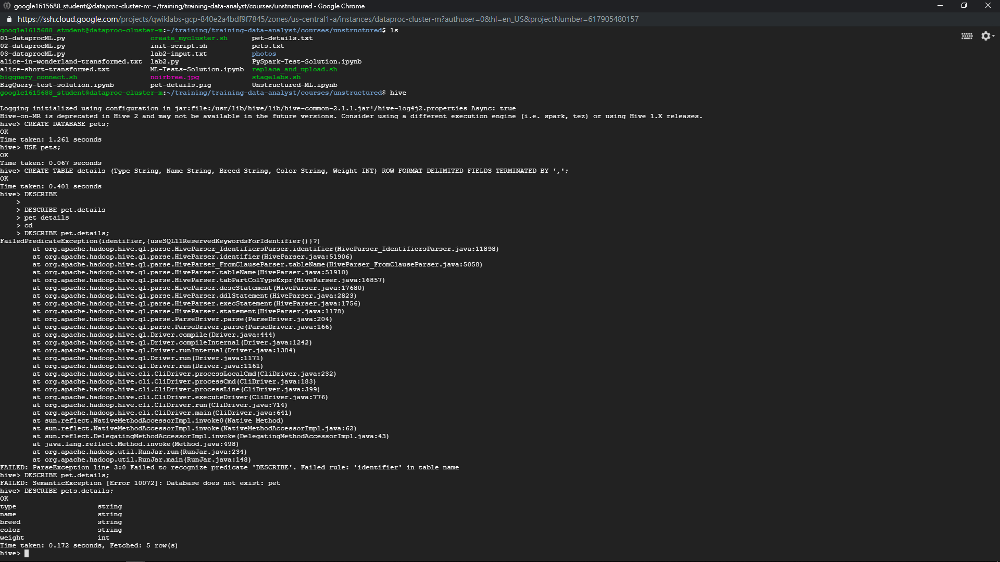 google1615688_student@dataproc-cluster-m: ~/training/training-data-analyst/courses/unstructured - Google Chrome
https://ssh.cloud.google.com/projects/qwiklabs-gcp-840e2a4bdf9f7845/zones/us-central1-a/instances/dataproc-cluster-m?authuser=0&hl=en_US&projectNumber=617905480157
google1615688_student@dataproc-cluster-m:~/training/training-data-analyst/courses/unstructured$ ls
01-dataprocML.py create_mycluster.sh pet-details.txt
02-dataprocML.py init-script.sh pets.txt
03-dataprocML.py lab2-input.txt photos
alice-in-wonderland-transformed.txt lab2.py PySpark-Test-Solution.ipynb
alice-short-transformed.txt ML-Tests-Solution.ipynb replace_and_upload.sh
bigquery_connect.sh noirbree.jpg stagelabs.sh
BigQuery-test-solution.ipynb pet-details.pig Unstructured-ML.ipynb
google1615688_student@dataproc-cluster-m:~/training/training-data-analyst/courses/unstructured$ hive
Logging initialized using configuration in jar:file:/usr/lib/hive/lib/hive-common-2.1.1.jar!/hive-log4j2.properties Async: true
Hive-on-MR is deprecated in Hive 2 and may not be available in the future versions. Consider using a different execution engine (i.e. spark, tez) or using Hive 1.X releases.
hive> CREATE DATABASE pets;
OK
Time taken: 1.261 seconds
hive> USE pets;
OK
Time taken: 0.067 seconds
hive> CREATE TABLE details (Type String, Name String, Breed String, Color String, Weight INT) ROW FORMAT DELIMITED FIELDS TERMINATED BY ',';
OK
Time taken: 0.401 seconds
hive> DESCRIBE
>
> DESCRIBE pet.details
> pet details
> cd
> DESCRIBE pet.details;
FailedPredicateException(identifier,{useSQL11ReservedKeywordsForIdentifier()}?)
at org.apache.hadoop.hive.ql.parse.HiveParser_IdentifiersParser.identifier(HiveParser_IdentifiersParser.java:11898)
at org.apache.hadoop.hive.ql.parse.HiveParser.identifier(HiveParser.java:51906)
at org.apache.hadoop.hive.ql.parse.HiveParser_FromClauseParser.tableName(HiveParser_FromClauseParser.java:5058)
at org.apache.hadoop.hive.ql.parse.HiveParser.tableName(HiveParser.java:51910)
at org.apache.hadoop.hive.ql.parse.HiveParser.tabPartColTypeExpr(HiveParser.java:16857)
at org.apache.hadoop.hive.ql.parse.HiveParser.descStatement(HiveParser.java:17680)
at org.apache.hadoop.hive.ql.parse.HiveParser.ddlStatement(HiveParser.java:2823)
at org.apache.hadoop.hive.ql.parse.HiveParser.execStatement(HiveParser.java:1756)
at org.apache.hadoop.hive.ql.parse.HiveParser.statement(HiveParser.java:1178)
at org.apache.hadoop.hive.ql.parse.ParseDriver.parse(ParseDriver.java:204)
at org.apache.hadoop.hive.ql.parse.ParseDriver.parse(ParseDriver.java:166)
at org.apache.hadoop.hive.ql.Driver.compile(Driver.java:444)
at org.apache.hadoop.hive.ql.Driver.compileInternal(Driver.java:1242)
at org.apache.hadoop.hive.ql.Driver.runInternal(Driver.java:1384)
at org.apache.hadoop.hive.ql.Driver.run(Driver.java:1171)
at org.apache.hadoop.hive.ql.Driver.run(Driver.java:1161)
at org.apache.hadoop.hive.cli.CliDriver.processLocalCmd(CliDriver.java:232)
at org.apache.hadoop.hive.cli.CliDriver.processCmd(CliDriver.java:183)
at org.apache.hadoop.hive.cli.CliDriver.processLine(CliDriver.java:399)
at org.apache.hadoop.hive.cli.CliDriver.executeDriver(CliDriver.java:776)
at org.apache.hadoop.hive.cli.CliDriver.run(CliDriver.java:714)
at org.apache.hadoop.hive.cli.CliDriver.main(CliDriver.java:641)
at sun.reflect.NativeMethodAccessorImpl.invoke0(Native Method)
at sun.reflect.NativeMethodAccessorImpl.invoke(NativeMethodAccessorImpl.java:62)
at sun.reflect.DelegatingMethodAccessorImpl.invoke(DelegatingMethodAccessorImpl.java:43)
at java.lang.reflect.Method.invoke(Method.java:498)
at org.apache.hadoop.util.RunJar.run(RunJar.java:234)
at org.apache.hadoop.util.RunJar.main(RunJar.java:148)
FAILED: ParseException line 3:0 Failed to recognize predicate 'DESCRIBE'. Failed rule: 'identifier' in table name
hive> DESCRIBE pet.details;
FAILED: SemanticException [Error 10072]: Database does not exist: pet
hive> DESCRIBE pets.details;
OK
type string
name string
breed string
color string
weight int
Time taken: 0.172 seconds, Fetched: 5 row(s)
hive>